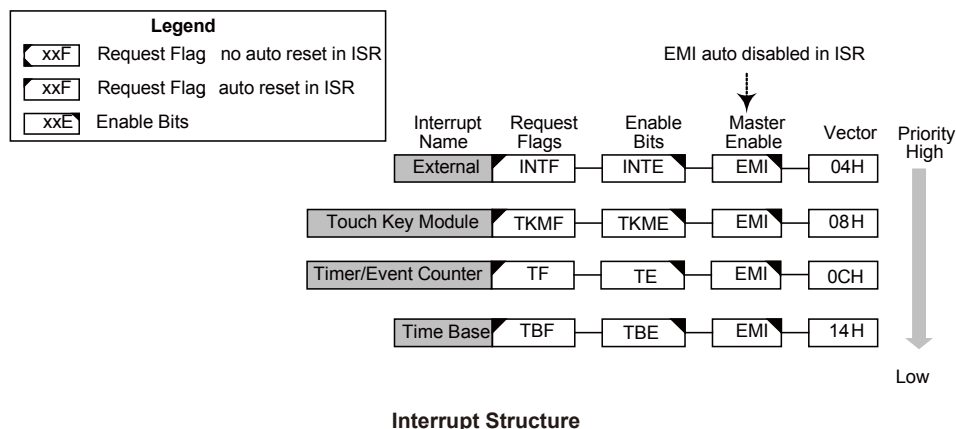 Legend
xxF Request Flag no auto reset in ISR
xxF Request Flag auto reset in ISR
xxE Enable Bits
EMI auto disabled in ISR
Interrupt Name Request Flags Enable Bits Master Enable Vector Priority High
External INTF INTE EMI 04H
Touch Key Module TKMF TKME EMI 08H
Timer/Event Counter TF TE EMI 0CH
Time Base TBF TBE EMI 14H
Low
Interrupt Structure